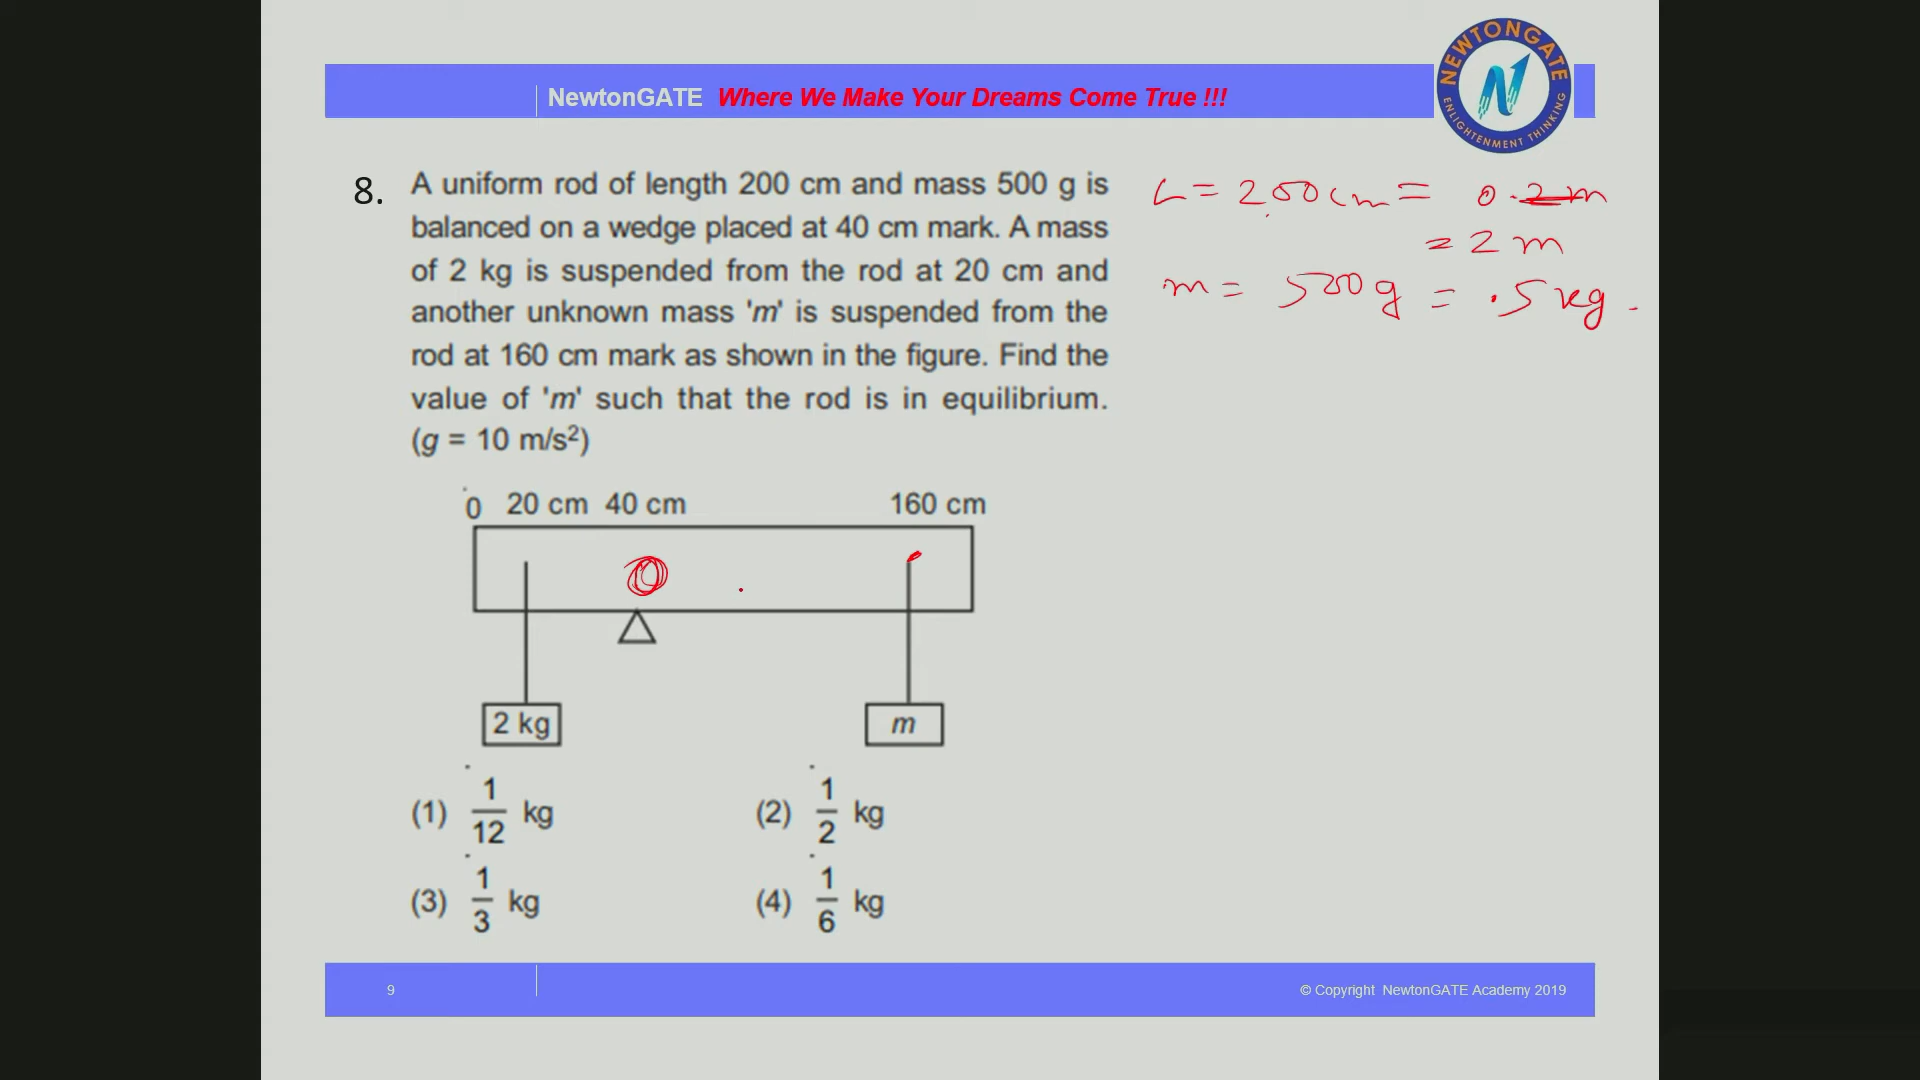 NEWTONGATE
ENLIGHTENMENT THINKING
NewtonGATE Where We Make Your Dreams Come True !!!
8. A uniform rod of length 200 cm and mass 500 g is
balanced on a wedge placed at 40 cm mark. A mass
of 2 kg is suspended from the rod at 20 cm and
another unknown mass 'm' is suspended from the
rod at 160 cm mark as shown in the figure. Find the
value of 'm' such that the rod is in equilibrium.
(g = 10 m/s²)
L = 200 cm = 0.2m
= 2 m
m = 500 g = .5 kg.
0 20 cm 40 cm 160 cm
O
2 kg m
(1) 1/12 kg (2) 1/2 kg
(3) 1/3 kg (4) 1/6 kg
9 © Copyright NewtonGATE Academy 2019